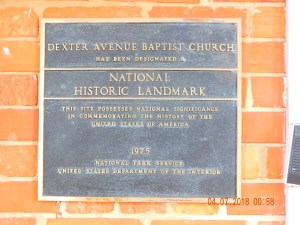 DEXTER AVENUE BAPTIST CHURCH
HAS BEEN DESIGNATED A
NATIONAL
HISTORIC LANDMARK
THIS SITE POSSESSES NATIONAL SIGNIFICANCE
IN COMMEMORATING THE HISTORY OF THE
UNITED STATES OF AMERICA
1975
NATIONAL PARK SERVICE
UNITED STATES DEPARTMENT OF THE INTERIOR
04.07.2018 00:58